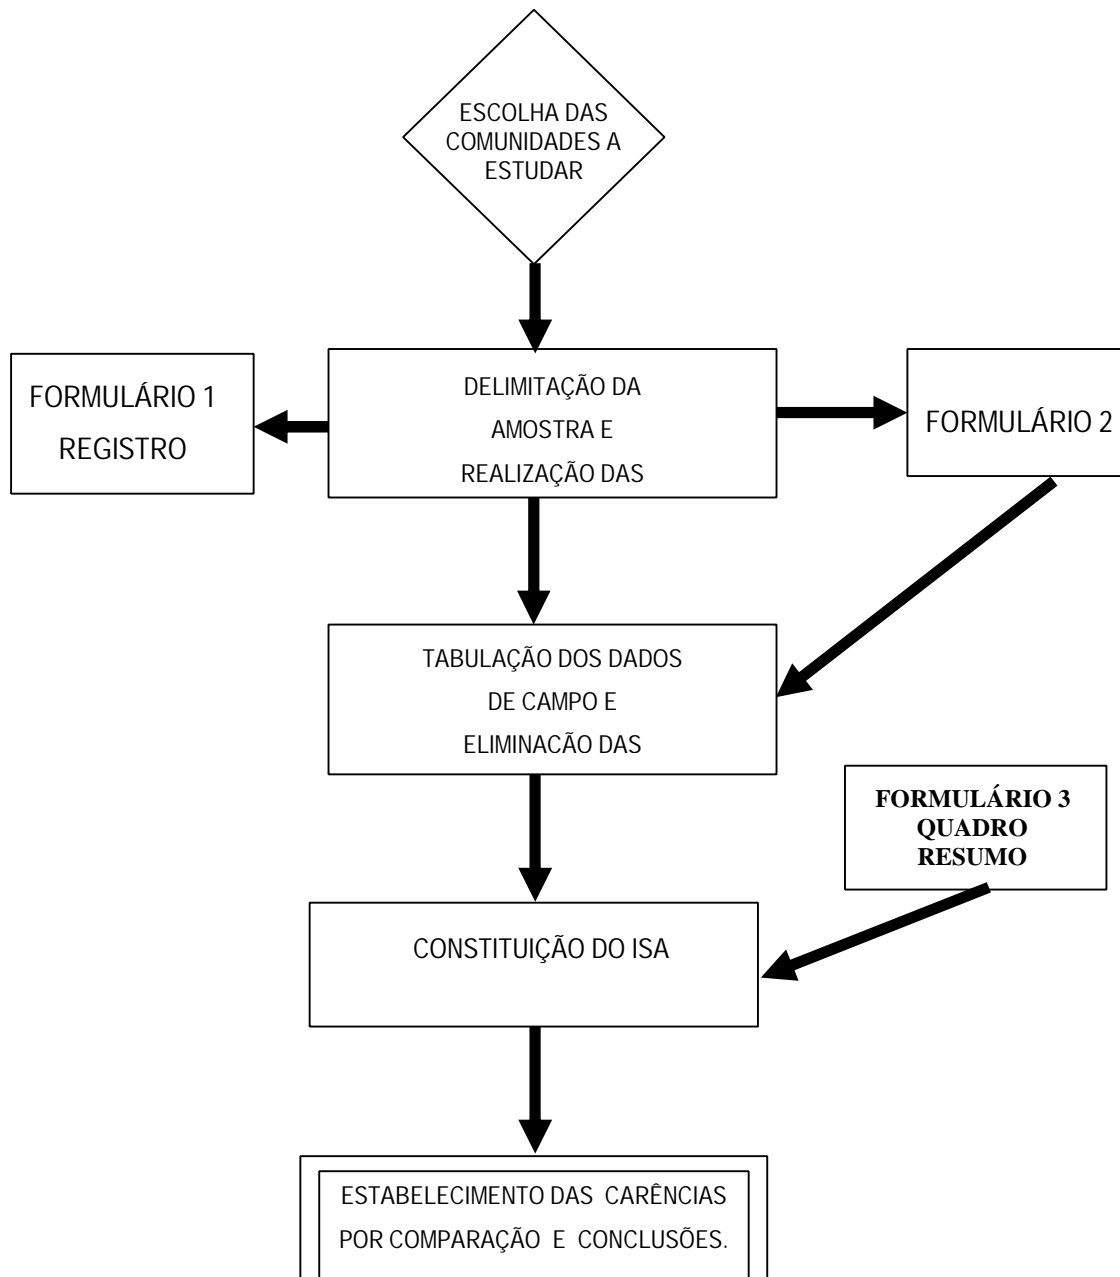 ESCOLHA DAS
COMUNIDADES A
ESTUDAR
FORMULÁRIO 1
REGISTRO
DELIMITAÇÃO DA
AMOSTRA E
REALIZAÇÃO DAS
FORMULÁRIO 2
TABULAÇÃO DOS DADOS
DE CAMPO E
ELIMINACÃO DAS
FORMULÁRIO 3
QUADRO
RESUMO
CONSTITUIÇÃO DO ISA
ESTABELECIMENTO DAS CARÊNCIAS
POR COMPARAÇÃO E CONCLUSÕES.